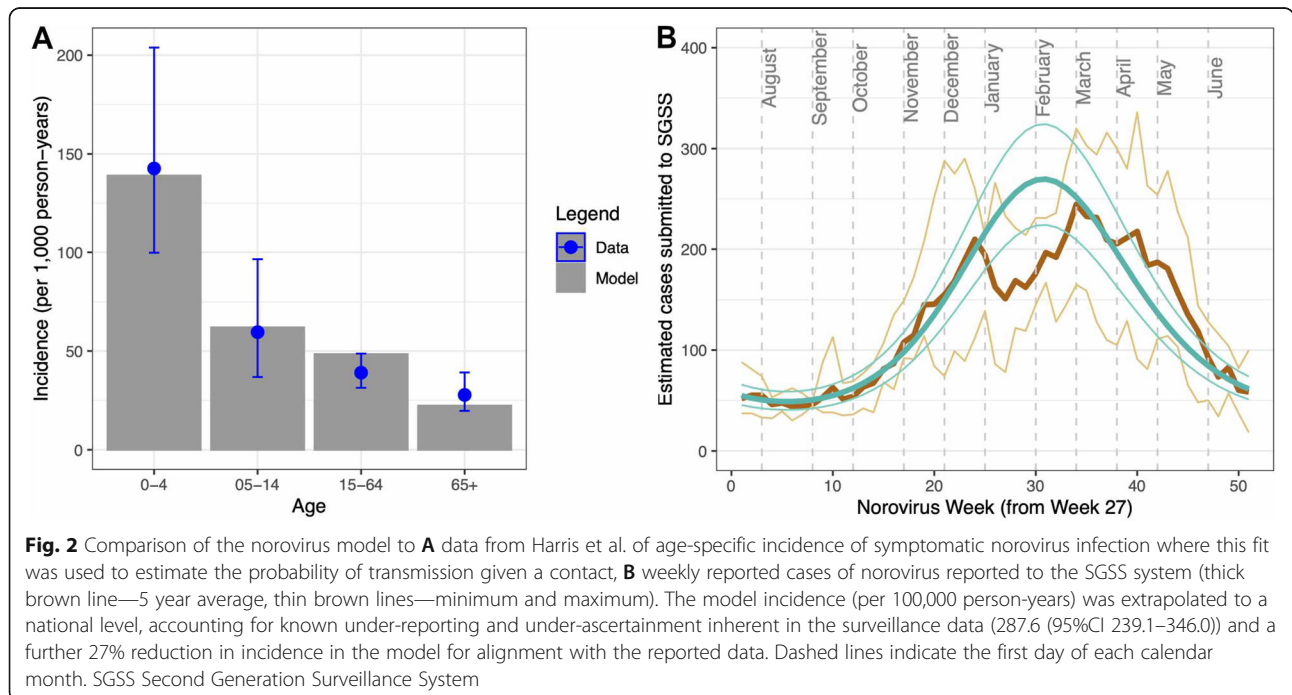 A
Incidence (per 1,000 person-years)
200
150
100
50
0
0-4
05-14
15-64
65+
Age
Legend
Data
Model
B
Estimated cases submitted to SGSS
400
300
200
100
0
August
September
October
November
December
January
February
March
April
May
June
0
10
20
30
40
50
Norovirus Week (from Week 27)
Fig. 2 Comparison of the norovirus model to A data from Harris et al. of age-specific incidence of symptomatic norovirus infection where this fit
was used to estimate the probability of transmission given a contact, B weekly reported cases of norovirus reported to the SGSS system (thick
brown line—5 year average, thin brown lines—minimum and maximum). The model incidence (per 100,000 person-years) was extrapolated to a
national level, accounting for known under-reporting and under-ascertainment inherent in the surveillance data (287.6 (95%CI 239.1–346.0)) and a
further 27% reduction in incidence in the model for alignment with the reported data. Dashed lines indicate the first day of each calendar
month. SGSS Second Generation Surveillance System